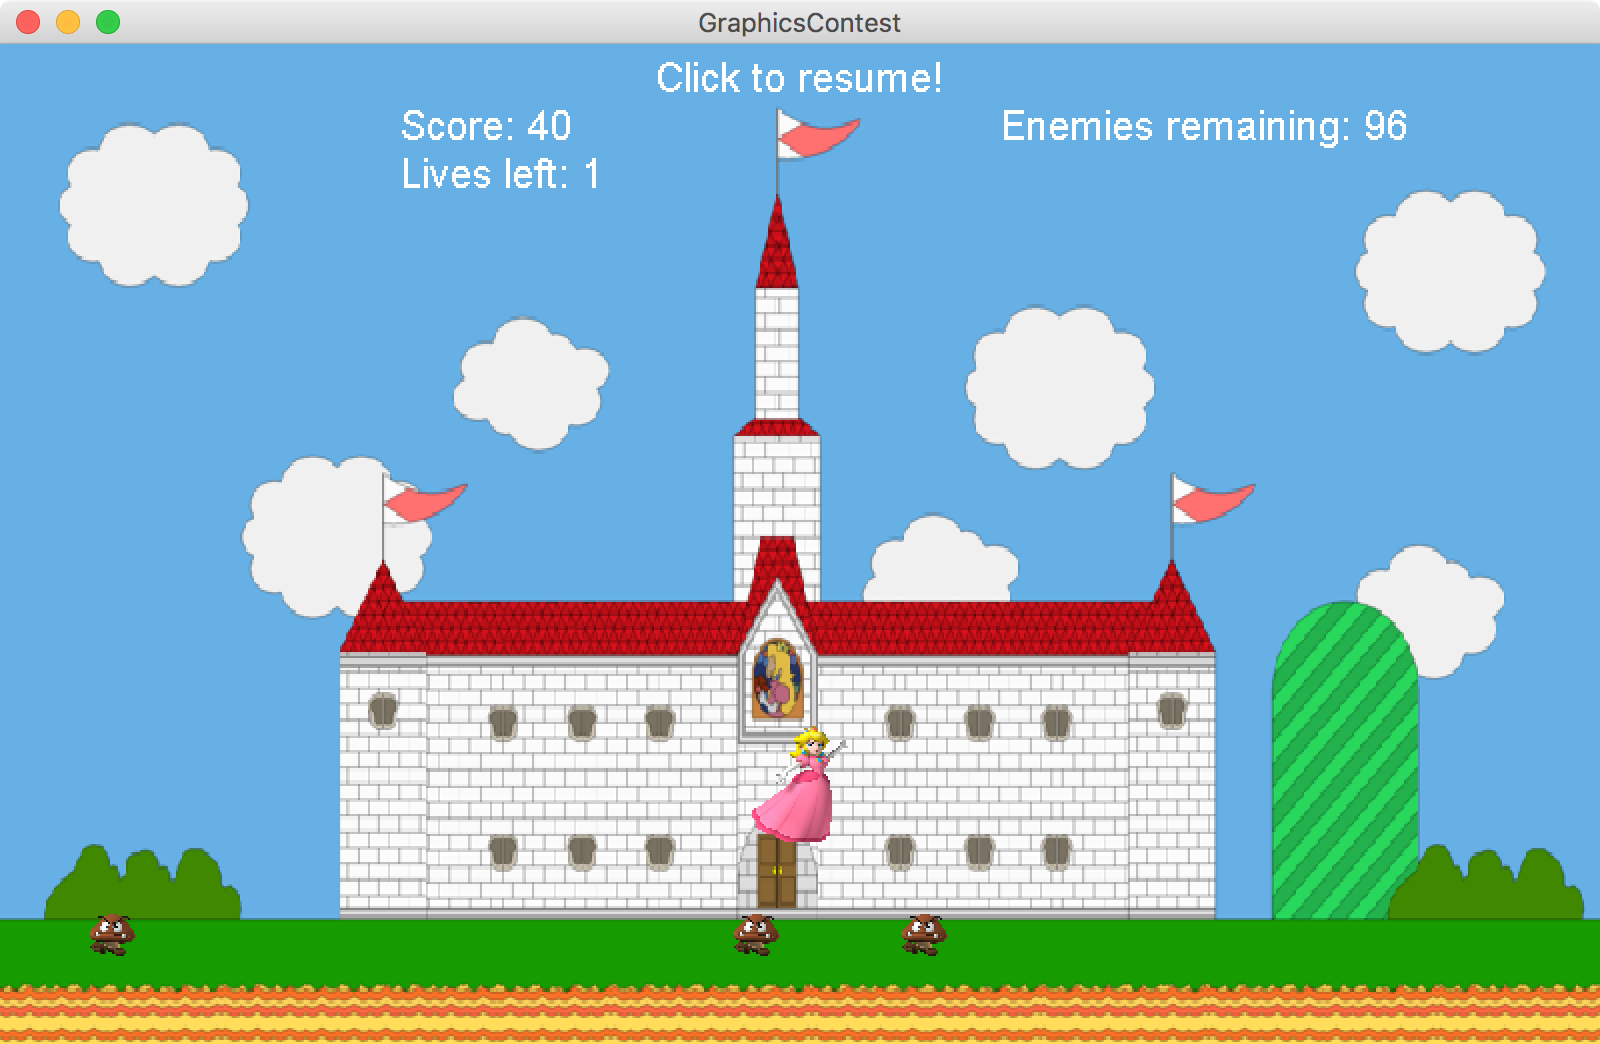 GraphicsContest
Click to resume!
Score: 40
Enemies remaining: 96
Lives left: 1